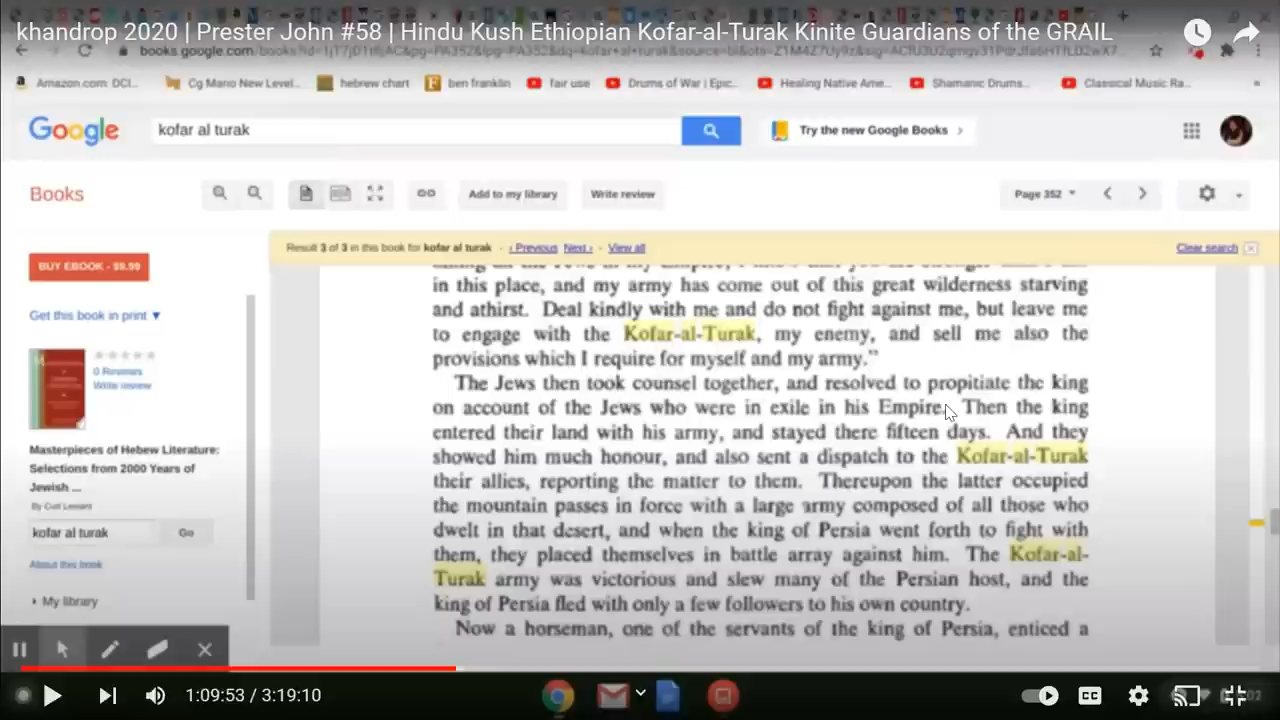 khandrop 2020 | Prester John #58 | Hindu Kush Ethiopian Kofar-al-Turak Kinite Guardians of the GRAIL
Amazon.com: DCI...
Cg Mano New Level...
hebrew chart
ben franklin
fair use
Drums of War | Epic...
Healing Native Ame...
Shamanic Drums...
Classical Music Ra...
»
Google
kofar al turak
Try the new Google Books ›
Books
Add to my library
Write review
Page 352
Result 3 of 3 in this book for kofar al turak - ‹ Previous Next › - View all
Clear search
BUY EBOOK - $9.99
Get this book in print ▼
0 Reviews
Write review
Masterpieces of Hebrew Literature:
Selections from 2000 Years of
Jewish ...
By Curt Leviant
kofar al turak
Go
About this book
My library
in this place, and my army has come out of this great wilderness starving
and athirst. Deal kindly with me and do not fight against me, but leave me
to engage with the Kofar-al-Turak, my enemy, and sell me also the
provisions which I require for myself and my army.”
The Jews then took counsel together, and resolved to propitiate the king
on account of the Jews who were in exile in his Empire. Then the king
entered their land with his army, and stayed there fifteen days. And they
showed him much honour, and also sent a dispatch to the Kofar-al-Turak
their allies, reporting the matter to them. Thereupon the latter occupied
the mountain passes in force with a large army composed of all those who
dwelt in that desert, and when the king of Persia went forth to fight with
them, they placed themselves in battle array against him. The Kofar-al-
Turak army was victorious and slew many of the Persian host, and the
king of Persia fled with only a few followers to his own country.
Now a horseman, one of the servants of the king of Persia, enticed a
1:09:53 / 3:19:10
CC